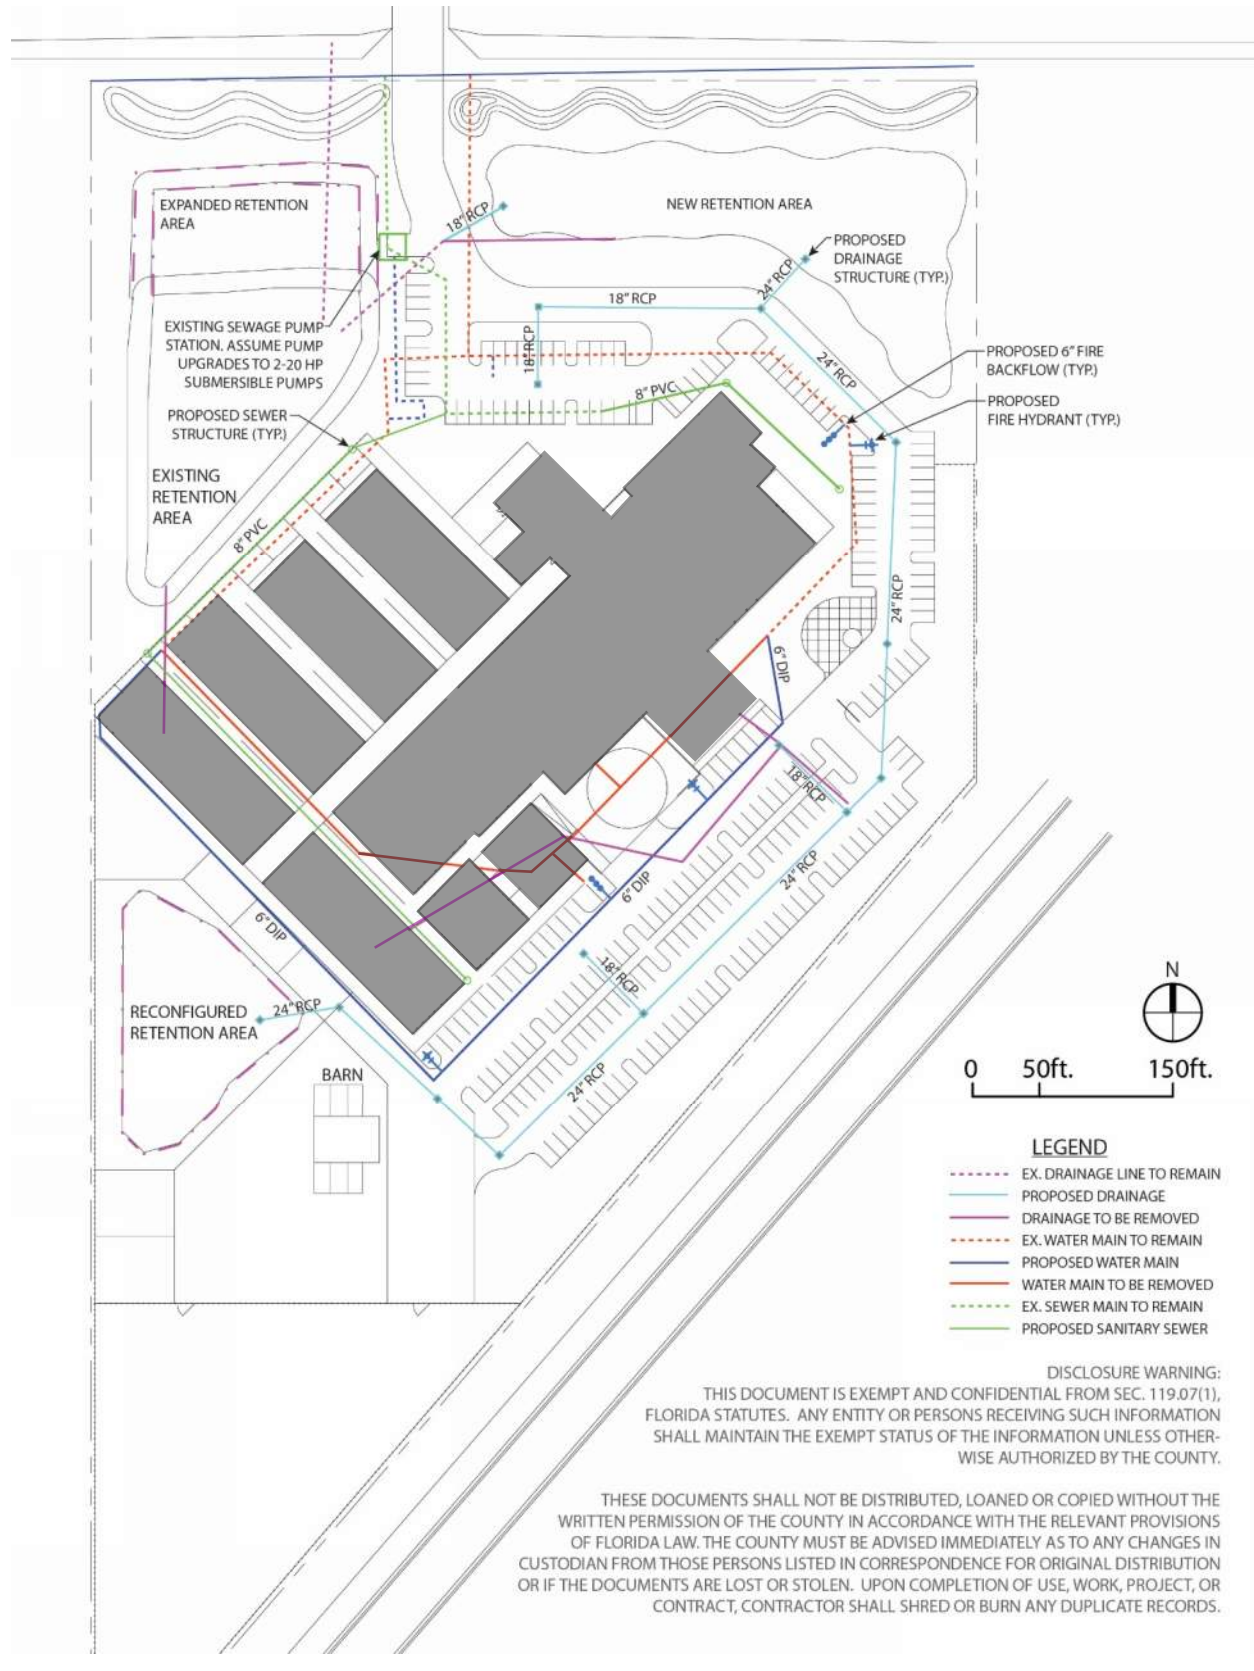 EXPANDED RETENTION
AREA
18" RCP
NEW RETENTION AREA
PROPOSED
DRAINAGE
STRUCTURE (TYP.)
24" RCP
18" RCP
EXISTING SEWAGE PUMP
STATION. ASSUME PUMP
UPGRADES TO 2-20 HP
SUBMERSIBLE PUMPS
18" RCP
24" RCP
PROPOSED 6" FIRE
BACKFLOW (TYP.)
8" PVC
PROPOSED SEWER
STRUCTURE (TYP.)
PROPOSED
FIRE HYDRANT (TYP.)
EXISTING
RETENTION
AREA
8" PVC
24" RCP
6" DIP
18" RCP
24" RCP
6" DIP
6" DIP
18" RCP
24" RCP
RECONFIGURED
RETENTION AREA
24" RCP
BARN
N
0 50ft. 150ft.
LEGEND
EX. DRAINAGE LINE TO REMAIN
PROPOSED DRAINAGE
DRAINAGE TO BE REMOVED
EX. WATER MAIN TO REMAIN
PROPOSED WATER MAIN
WATER MAIN TO BE REMOVED
EX. SEWER MAIN TO REMAIN
PROPOSED SANITARY SEWER
DISCLOSURE WARNING:
THIS DOCUMENT IS EXEMPT AND CONFIDENTIAL FROM SEC. 119.07(1),
FLORIDA STATUTES. ANY ENTITY OR PERSONS RECEIVING SUCH INFORMATION
SHALL MAINTAIN THE EXEMPT STATUS OF THE INFORMATION UNLESS OTHER-
WISE AUTHORIZED BY THE COUNTY.
THESE DOCUMENTS SHALL NOT BE DISTRIBUTED, LOANED OR COPIED WITHOUT THE
WRITTEN PERMISSION OF THE COUNTY IN ACCORDANCE WITH THE RELEVANT PROVISIONS
OF FLORIDA LAW. THE COUNTY MUST BE ADVISED IMMEDIATELY AS TO ANY CHANGES IN
CUSTODIAN FROM THOSE PERSONS LISTED IN CORRESPONDENCE FOR ORIGINAL DISTRIBUTION
OR IF THE DOCUMENTS ARE LOST OR STOLEN. UPON COMPLETION OF USE, WORK, PROJECT, OR
CONTRACT, CONTRACTOR SHALL SHRED OR BURN ANY DUPLICATE RECORDS.